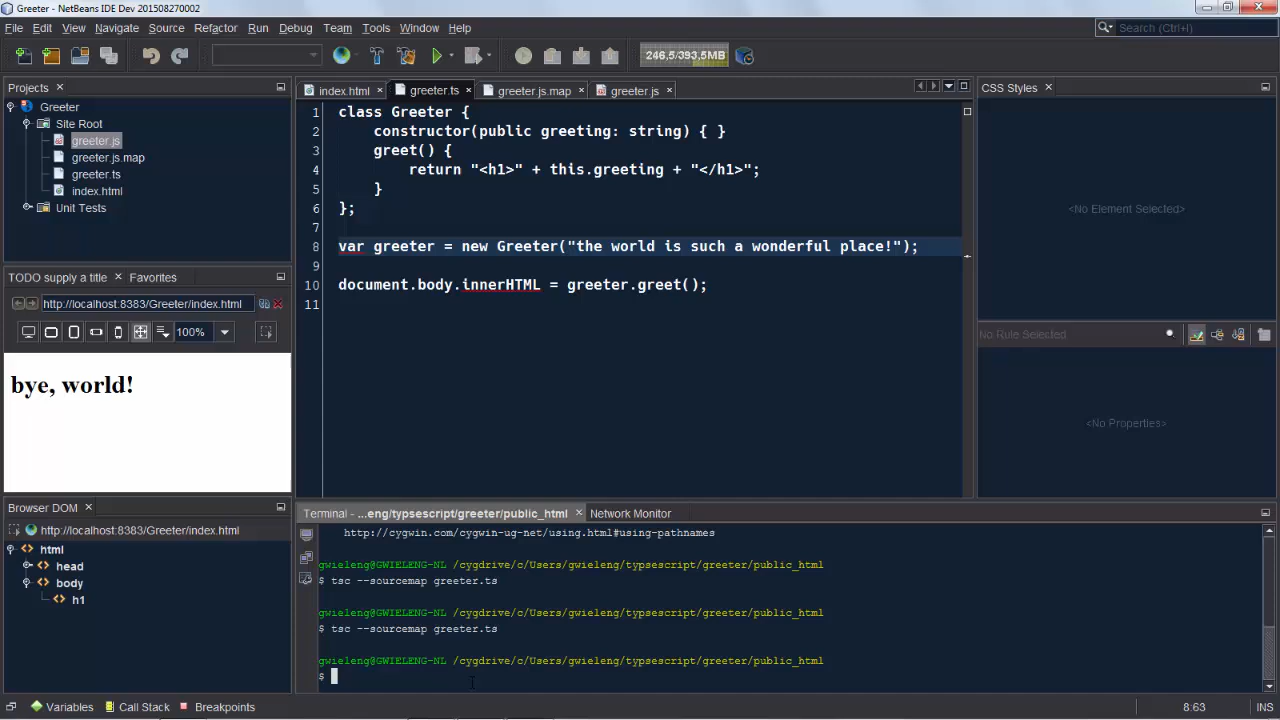 Greeter - NetBeans IDE Dev 201508270002
File Edit View Navigate Source Refactor Run Debug Team Tools Window Help
Search (Ctrl+I)
246,5/393,5MB
Projects
Greeter
Site Root
greeter.js
greeter.js.map
greeter.ts
index.html
Unit Tests
index.html greeter.ts greeter.js.map greeter.js
1 class Greeter {
2 constructor(public greeting: string) { }
3 greet() {
4 return "<h1>" + this.greeting + "</h1>";
5 }
6 };
7
8 var greeter = new Greeter("the world is such a wonderful place!");
9
10 document.body.innerHTML = greeter.greet();
11
CSS Styles
<No Element Selected>
No Rule Selected
<No Properties>
TODO supply a title Favorites
http://localhost:8383/Greeter/index.html
100%
bye, world!
Browser DOM
http://localhost:8383/Greeter/index.html
html
head
body
h1
Terminal - ...eng/typsescript/greeter/public_html Network Monitor
http://cygwin.com/cygwin-ug-net/using.html#using-pathnames
gwieleng@GWIELENG-NL /cygdrive/c/Users/gwieleng/typsescript/greeter/public_html
$ tsc --sourcemap greeter.ts
gwieleng@GWIELENG-NL /cygdrive/c/Users/gwieleng/typsescript/greeter/public_html
$ tsc --sourcemap greeter.ts
gwieleng@GWIELENG-NL /cygdrive/c/Users/gwieleng/typsescript/greeter/public_html
$
Variables Call Stack Breakpoints
8:63 INS